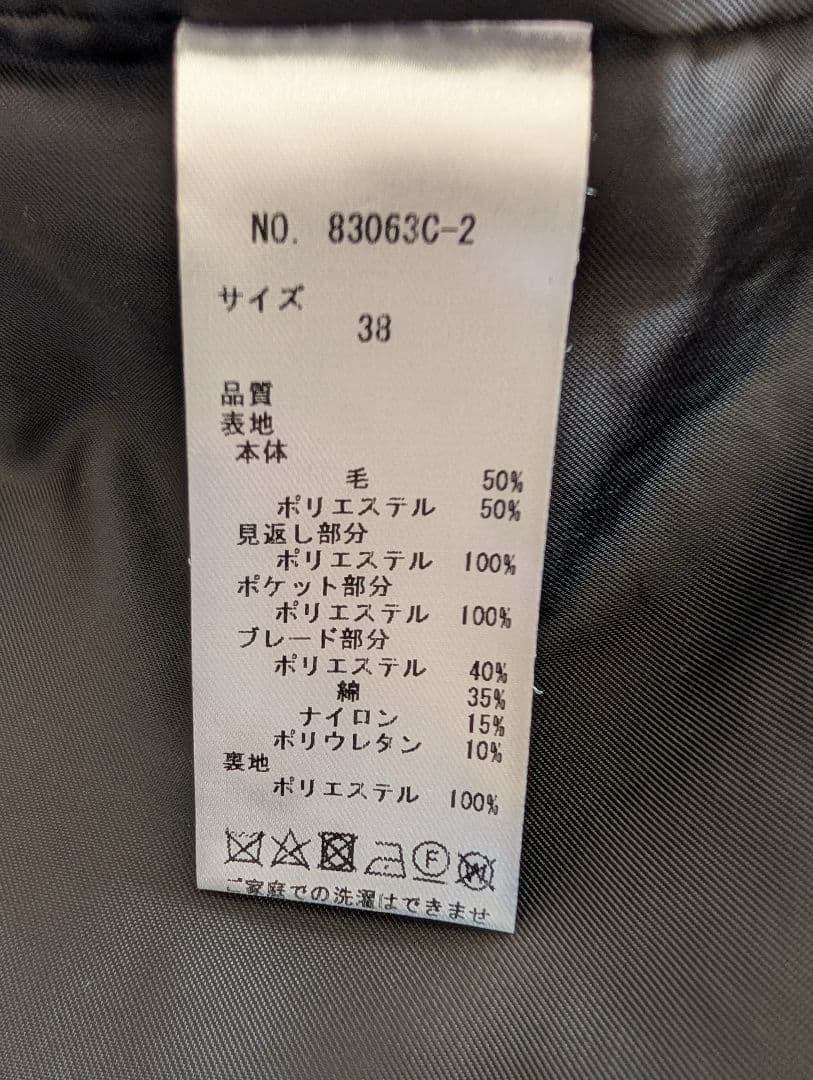 NO. 83063C-2
サイズ
38
品質
表地
本体
毛 50%
ポリエステル 50%
見返し部分
ポリエステル 100%
ポケット部分
ポリエステル 100%
ブレード部分
ポリエステル 40%
綿 35%
ナイロン 15%
ポリウレタン 10%
裏地
ポリエステル 100%
F W
ご家庭での洗濯はできませ